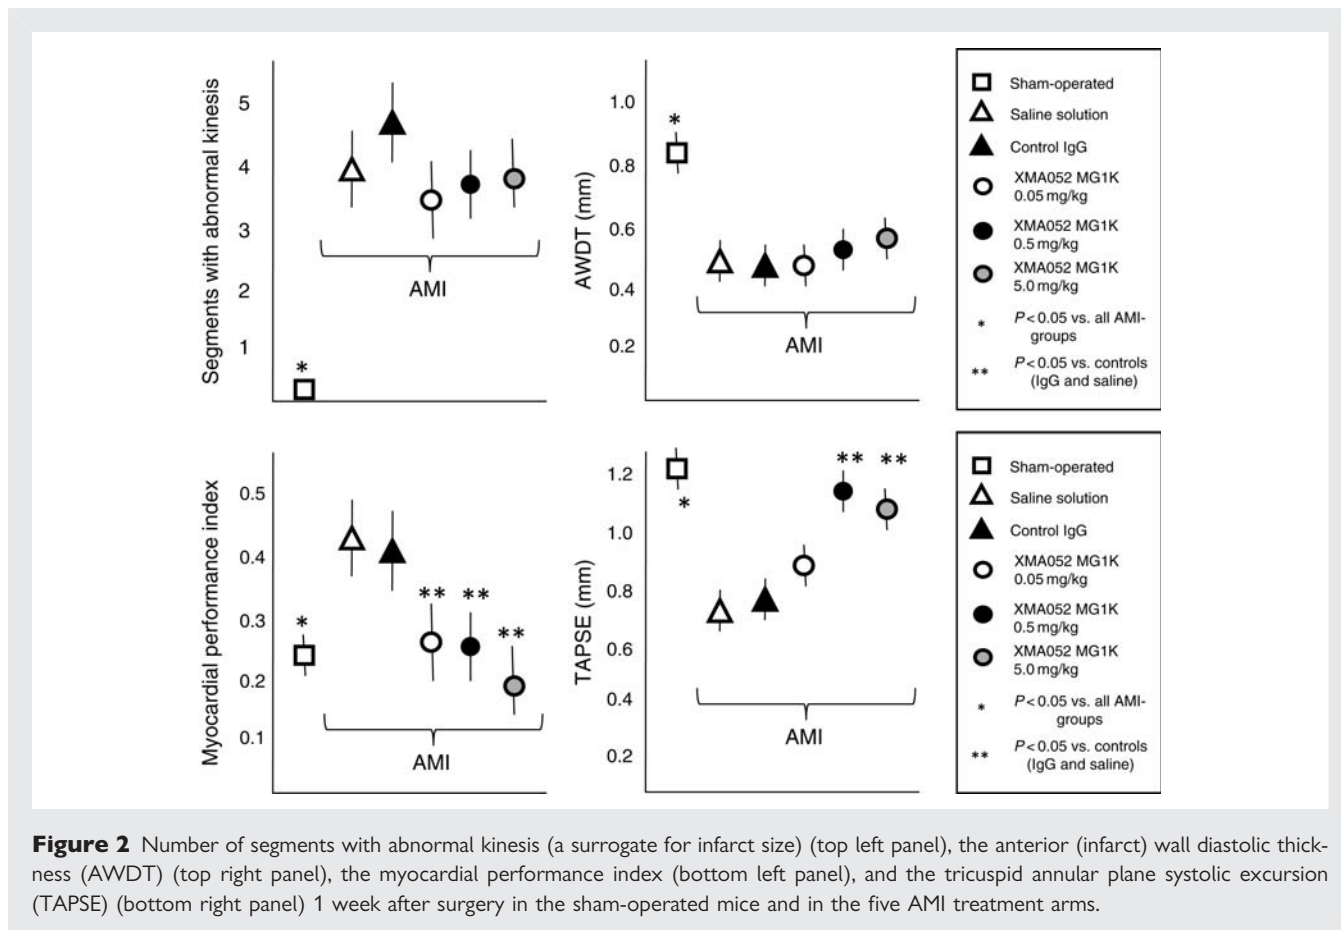 Segments with abnormal kinesis
5
4
3
2
1
*
AMI
AWDT (mm)
1.0
0.8
0.6
0.4
0.2
*
AMI
Sham-operated
Saline solution
Control IgG
XMA052 MG1K
0.05 mg/kg
XMA052 MG1K
0.5 mg/kg
XMA052 MG1K
5.0 mg/kg
* P<0.05 vs. all AMI-
groups
** P<0.05 vs. controls
(IgG and saline)
Myocardial performance index
0.5
0.4
0.3
0.2
0.1
*
** **
**
AMI
TAPSE (mm)
1.2
1.0
0.8
0.6
0.4
0.2
*
** **
AMI
Sham-operated
Saline solution
Control IgG
XMA052 MG1K
0.05 mg/kg
XMA052 MG1K
0.5 mg/kg
XMA052 MG1K
5.0 mg/kg
* P<0.05 vs. all AMI-
groups
** P<0.05 vs. controls
(IgG and saline)
Figure 2 Number of segments with abnormal kinesis (a surrogate for infarct size) (top left panel), the anterior (infarct) wall diastolic thick-
ness (AWDT) (top right panel), the myocardial performance index (bottom left panel), and the tricuspid annular plane systolic excursion
(TAPSE) (bottom right panel) 1 week after surgery in the sham-operated mice and in the five AMI treatment arms.